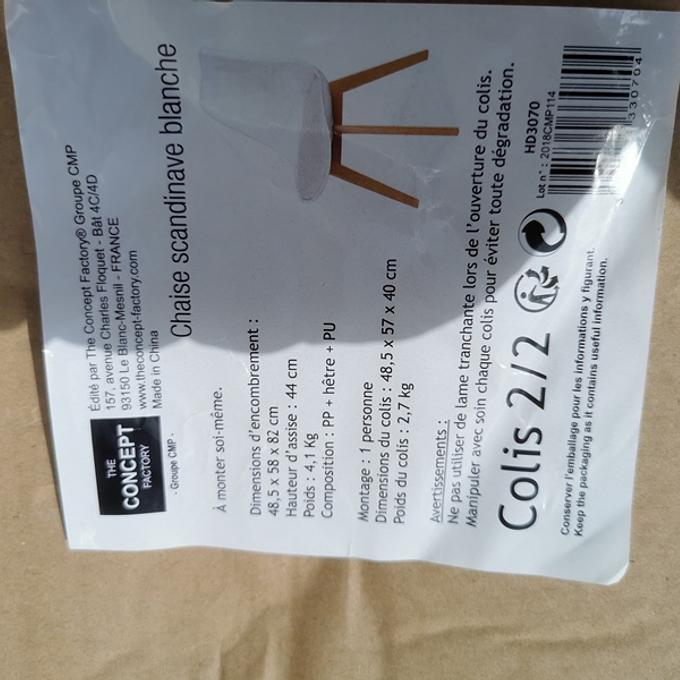 THE
CONCEPT
FACTORY
- Groupe CMP -
Édité par The Concept Factory® Groupe CMP
157, avenue Charles Floquet - Bât 4C/4D
93150 Le Blanc-Mesnil - FRANCE
www.theconcept-factory.com
Made in China
Chaise scandinave blanche
À monter soi-même.
Dimensions d'encombrement :
48,5 x 58 x 82 cm
Hauteur d'assise : 44 cm
Poids : 4,1 Kg
Composition : PP + hêtre + PU
Montage : 1 personne
Dimensions du colis : 48,5 x 57 x 40 cm
Poids du colis : 2,7 kg
Avertissements :
Ne pas utiliser de lame tranchante lors de l'ouverture du colis.
Manipuler avec soin chaque colis pour éviter toute dégradation.
Colis 2/2
HD3070
Lot n° : 2018CMP114
Conserver l'emballage pour les informations y figurant.
Keep the packaging as it contains useful information.